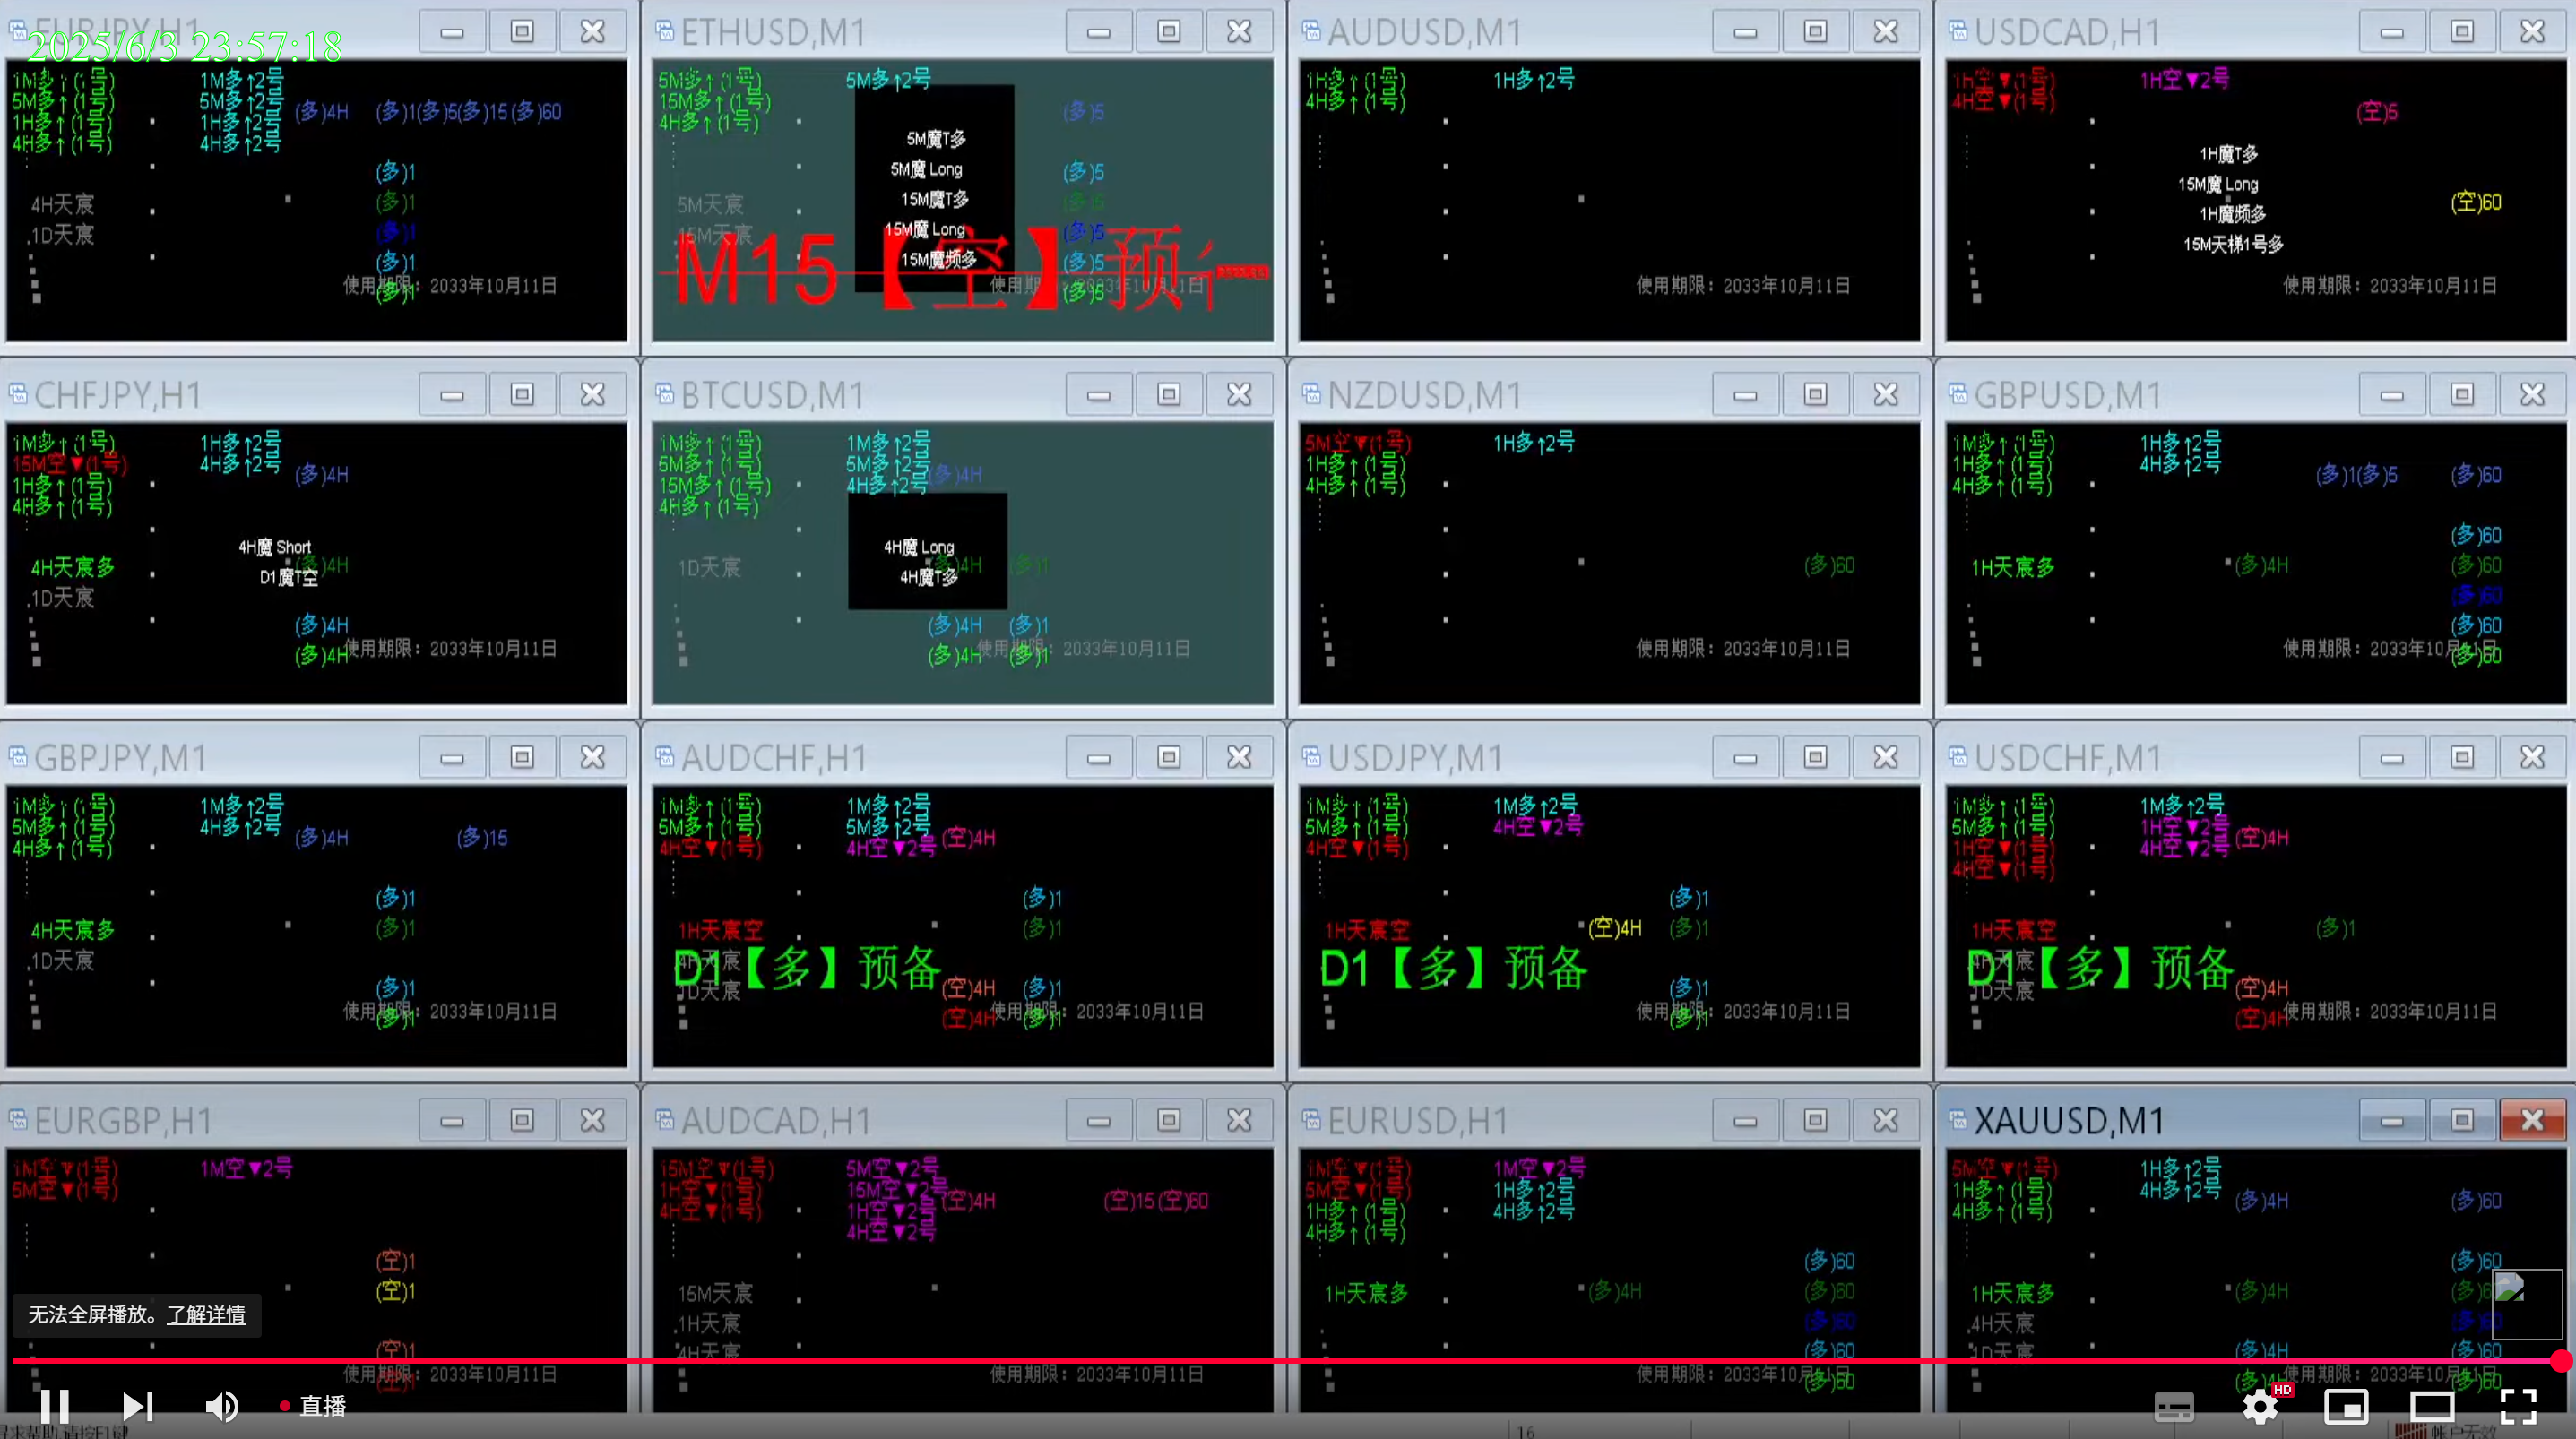 EURJPY,H1
2025/6/3 23:57:18
1M多↑(1号)
5M多↑(1号)
1H多↑(1号)
4H多↑(1号)
1M多↑2号
5M多↑2号
1H多↑2号
4H多↑2号
(多)4H (多)1(多)5(多)15(多)60
(多)1
4H天宸
(多)1
.1D天宸
(多)1
(多)1
使用期限：2033年10月11日
(多)1
ETHUSD,M1
5M多↑(1号)
15M多↑(1号)
4H多↑(1号)
5M多↑2号
(多)5
5M魔T多
5M魔 Long
(多)5
15M魔T多
5M天宸
(多)5
15M魔 Long
15M天宸
(多)5
15M魔频多
(多)5
M15【空】预
(多)5
AUDUSD,M1
1H多↑(1号)
4H多↑(1号)
1H多↑2号
使用期限：2033年10月11日
USDCAD,H1
1H空▼(1号)
4H空▼(1号)
1H空▼2号
(空)5
1H魔T多
15M魔 Long
1H魔频多
(空)60
15M天梯1号多
使用期限：2033年10月11日
CHFJPY,H1
1M多↑(1号)
15M空▼(1号)
1H多↑(1号)
4H多↑(1号)
1H多↑2号
4H多↑2号
(多)4H
4H魔 Short
4H天宸多
(多)4H
D1魔T空
.1D天宸
(多)4H
(多)4H
使用期限：2033年10月11日
BTCUSD,M1
1M多↑(1号)
5M多↑(1号)
15M多↑(1号)
4H多↑(1号)
1M多↑2号
5M多↑2号
4H多↑2号
(多)4H
4H魔 Long
1D天宸
(多)4H (多)1
4H魔T多
(多)4H (多)1
使用期限：2033年10月11日
(多)4H (多)1
NZDUSD,M1
5M空▼(1号)
1H多↑(1号)
4H多↑(1号)
1H多↑2号
(多)60
使用期限：2033年10月11日
GBPUSD,M1
1M多↑(1号)
1H多↑(1号)
4H多↑(1号)
1H多↑2号
4H多↑2号
(多)1(多)5 (多)60
(多)60
1H天宸多
(多)4H (多)60
(多)60
(多)60
使用期限：2033年10月11日
(多)60
GBPJPY,M1
1M多↑(1号)
5M多↑(1号)
4H多↑(1号)
1M多↑2号
4H多↑2号
(多)4H (多)15
(多)1
4H天宸多
(多)1
.1D天宸
(多)1
使用期限：2033年10月11日
(多)1
AUDCHF,H1
1M多↑(1号)
5M多↑(1号)
4H空▼(1号)
1M多↑2号
5M多↑2号
4H空▼2号
(空)4H
(多)1
1H天宸空
(多)1
4H天宸
D1【多】预备
1D天宸
(空)4H (多)1
使用期限：2033年10月11日
(空)4H (多)1
USDJPY,M1
1M多↑(1号)
5M多↑(1号)
4H空▼(1号)
1M多↑2号
4H空▼2号
(多)1
1H天宸空
(空)4H (多)1
D1【多】预备
(多)1
使用期限：2033年10月11日
(多)1
USDCHF,M1
1M多↑(1号)
5M多↑(1号)
1H空▼(1号)
4H空▼(1号)
1M多↑2号
1H空▼2号
4H空▼2号
(空)4H
1H天宸空
(多)1
4H天宸
D1【多】预备
1D天宸
(空)4H
使用期限：2033年10月11日
(空)4H
EURGBP,H1
1M空▼(1号)
5M空▼(1号)
1M空▼2号
(空)1
(空)1
无法全屏播放。了解详情
(空)1
使用期限：2033年10月11日
(空)1
AUDCAD,H1
15M空▼(1号)
1H空▼(1号)
4H空▼(1号)
5M空▼2号
15M空▼2号
1H空▼2号
4H空▼2号
(空)4H (空)15(空)60
15M天宸
.1H天宸
4H天宸
使用期限：2033年10月11日
EURUSD,H1
1M空▼(1号)
5M空▼(1号)
1H多↑(1号)
4H多↑(1号)
1M空▼2号
1H多↑2号
4H多↑2号
(多)60
1H天宸多
(多)4H (多)60
(多)60
(多)60
使用期限：2033年10月11日
(多)60
XAUUSD,M1
5M空▼(1号)
1H多↑(1号)
4H多↑(1号)
1H多↑2号
4H多↑2号
(多)4H (多)60
(多)60
1H天宸多
(多)4H
.4H天宸
1D天宸
(多)4H (多)60
使用期限：2033年10月11日
(多)60
直播
HD
16